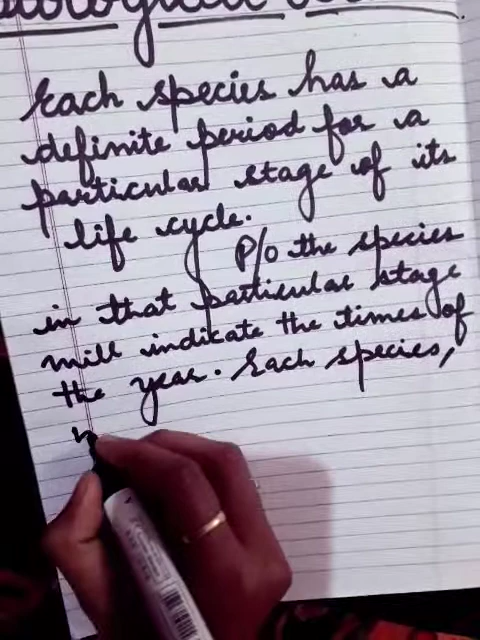 Each species has a
definite period for a
particular stage of its
life cycle.
P/o the species
in that particular stage
will indicate the times of
the year. Each species,